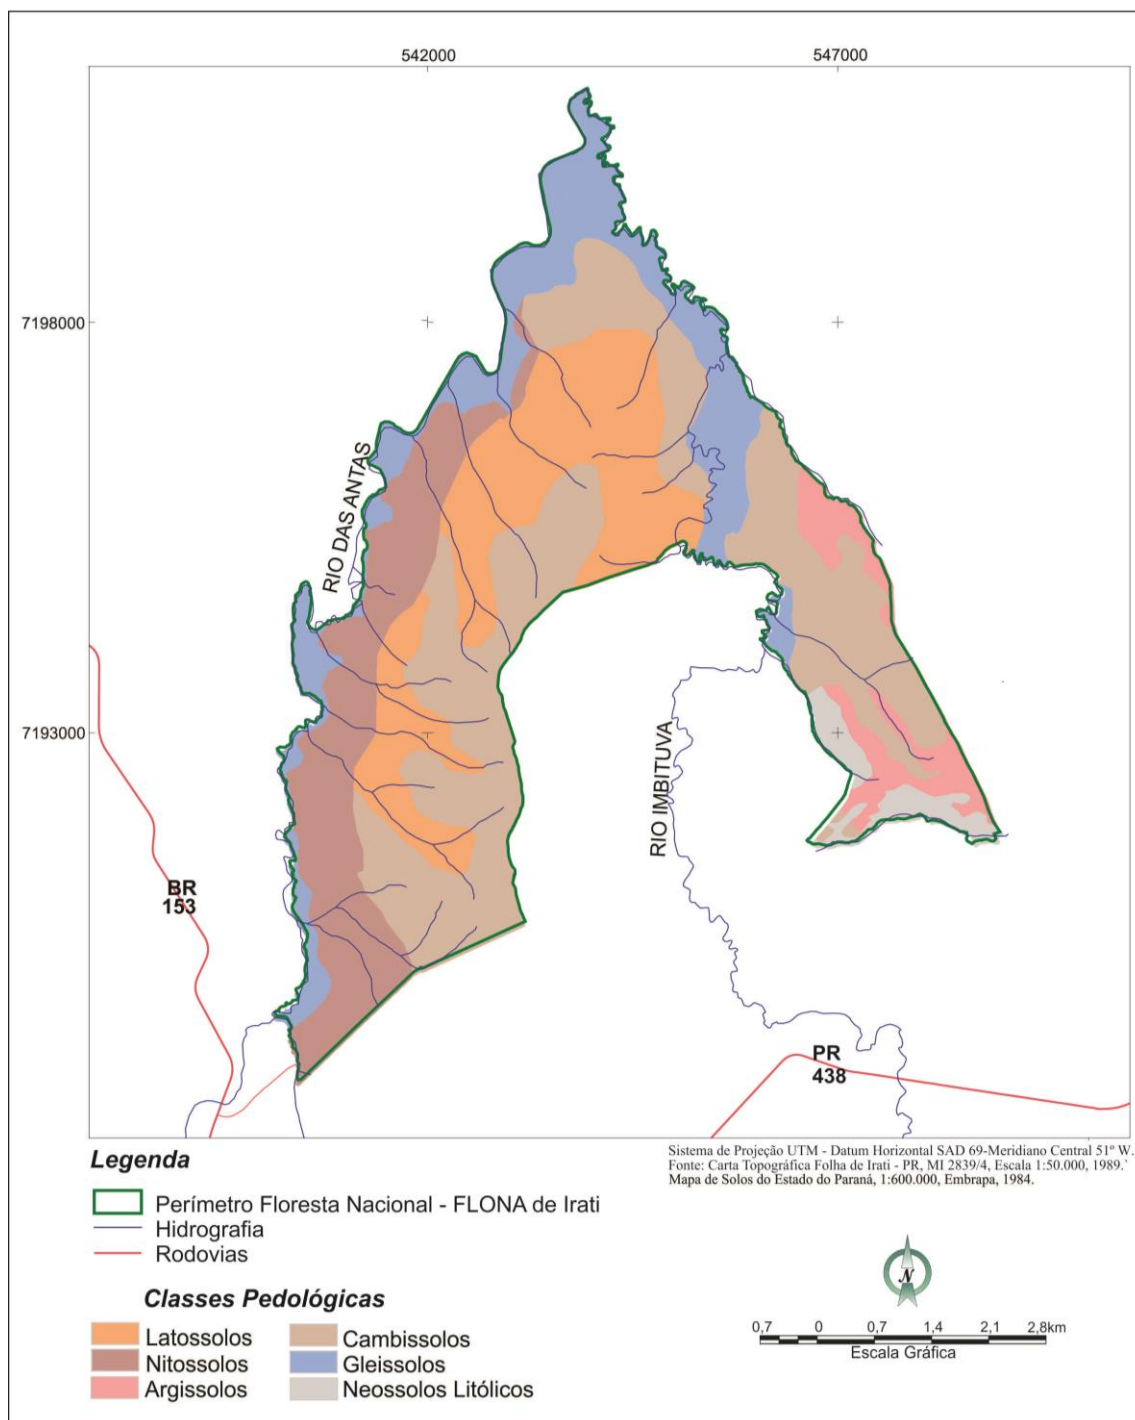 542000
547000
7198000
RIO DAS ANTAS
7193000
RIO IMBITUVA
BR
153
PR
438
Legenda
Sistema de Projeção UTM - Datum Horizontal SAD 69-Meridiano Central 51º W.
Fonte: Carta Topográfica Folha de Irati - PR, MI 2839/4, Escala 1:50.000, 1989.
Mapa de Solos do Estado do Paraná, 1:600.000, Embrapa, 1984.
Perímetro Floresta Nacional - FLONA de Irati
Hidrografia
Rodovias
N
Classes Pedológicas
Latossolos
Cambissolos
Nitossolos
Gleissolos
Argissolos
Neossolos Litólicos
0,7 0 0,7 1,4 2,1 2,8km
Escala Gráfica